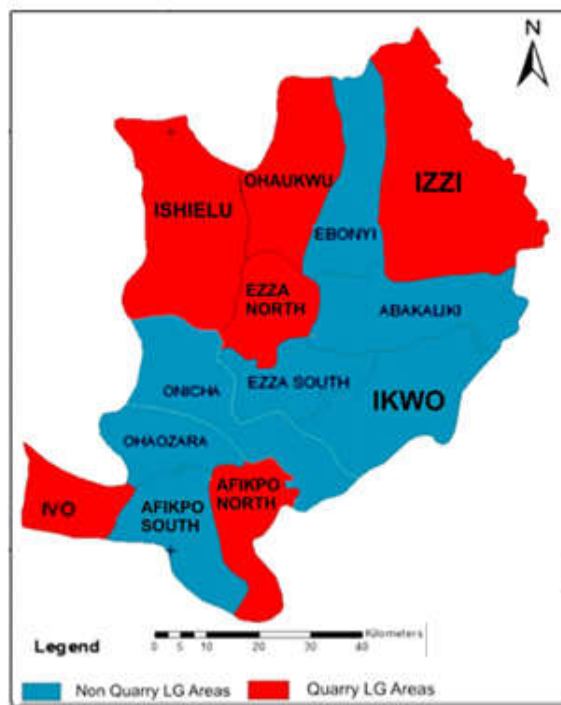 N
IZZI
OHAUKWU
ISHIELU
EBONYI
EZZA
NORTH
ABAKALIKI
EZZA SOUTH
ONICHA
IKWO
OHAOZARA
AFIKPO
NORTH
IVO
AFIKPO
SOUTH
Kilometers
Legend
0 5 10 20 30 40
Non Quarry LG Areas
Quarry LG Areas